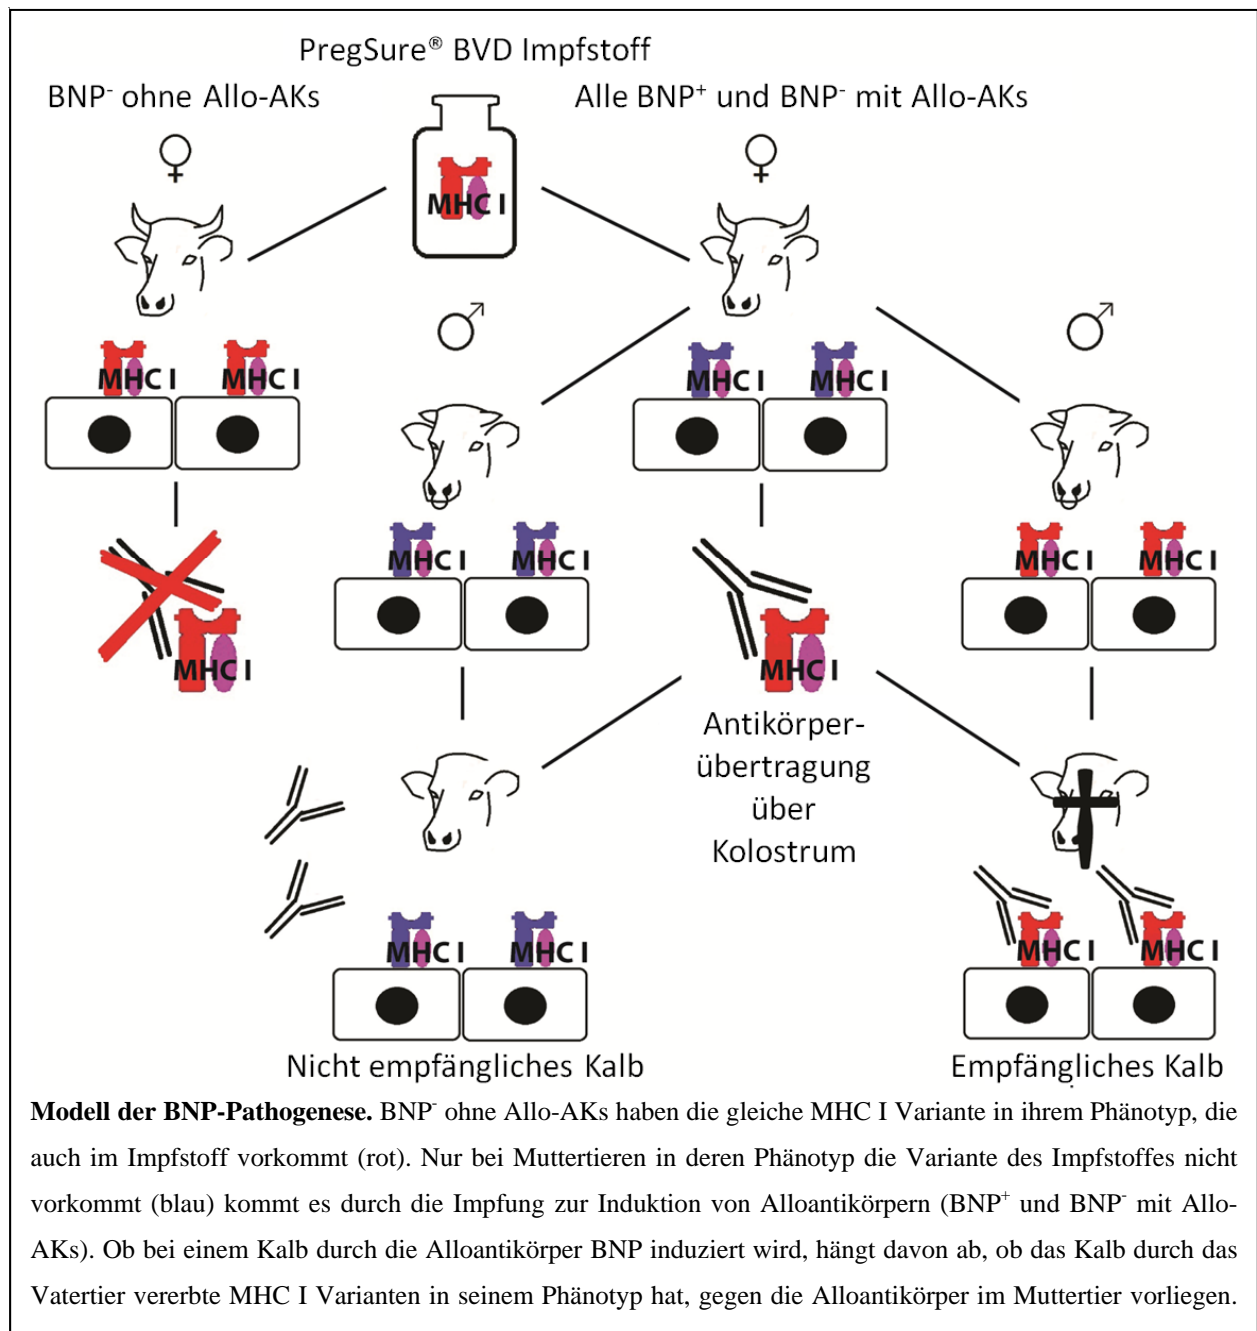 PregSure® BVD Impfstoff
BNP⁻ ohne Allo-AKs
Alle BNP⁺ und BNP⁻ mit Allo-AKs
MHC I
MHC I
MHC I
MHC I
MHC I
MHC I
MHC I
MHC I
MHC I
MHC I
MHC I
Antikörper-
übertragung
über
Kolostrum
MHC I
MHC I
MHC I
MHC I
Nicht empfängliches Kalb
Empfängliches Kalb
Modell der BNP-Pathogenese. BNP⁻ ohne Allo-AKs haben die gleiche MHC I Variante in ihrem Phänotyp, die
auch im Impfstoff vorkommt (rot). Nur bei Muttertieren in deren Phänotyp die Variante des Impfstoffes nicht
vorkommt (blau) kommt es durch die Impfung zur Induktion von Alloantikörpern (BNP⁺ und BNP⁻ mit Allo-
AKs). Ob bei einem Kalb durch die Alloantikörper BNP induziert wird, hängt davon ab, ob das Kalb durch das
Vatertier vererbte MHC I Varianten in seinem Phänotyp hat, gegen die Alloantikörper im Muttertier vorliegen.